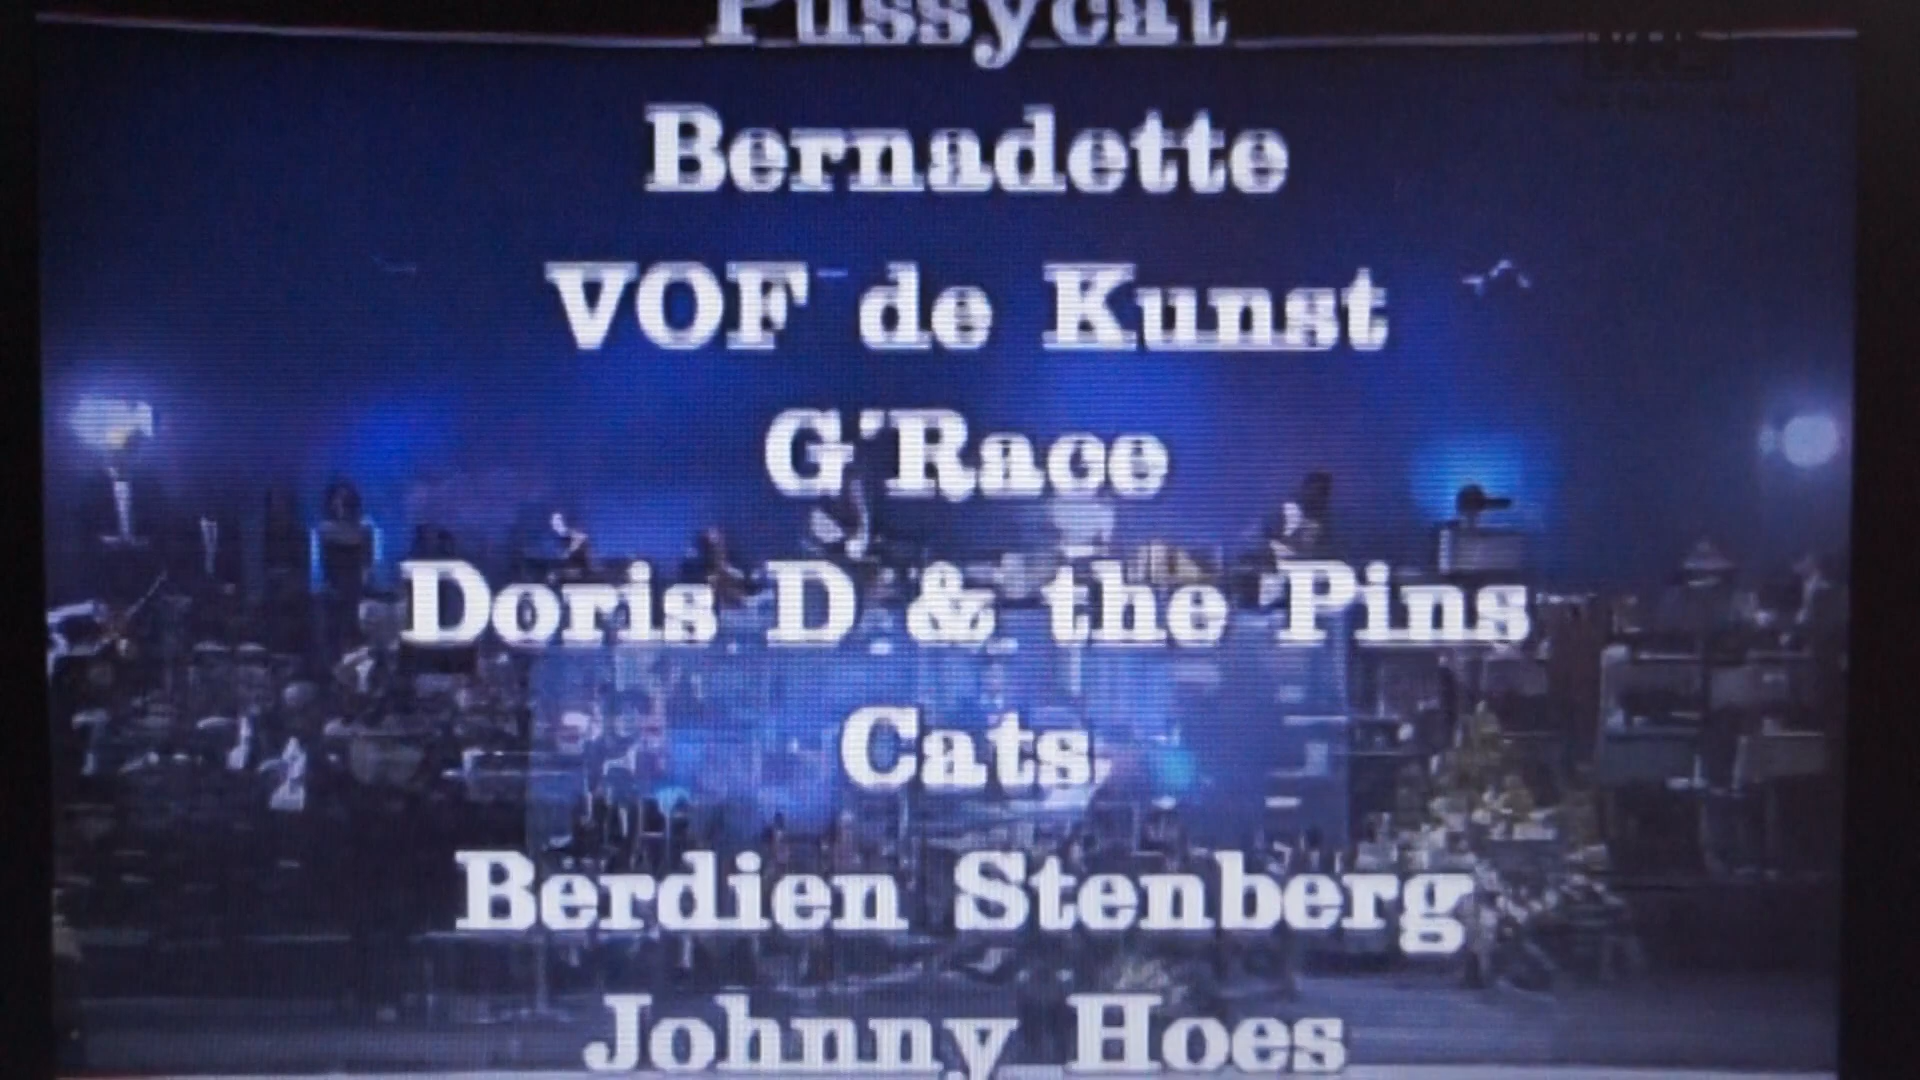 Pussycat
Bernadette
VOF de Kunst
G'Race
Doris D & the Pins
Cats
Berdien Stenberg
Johnny Hoes